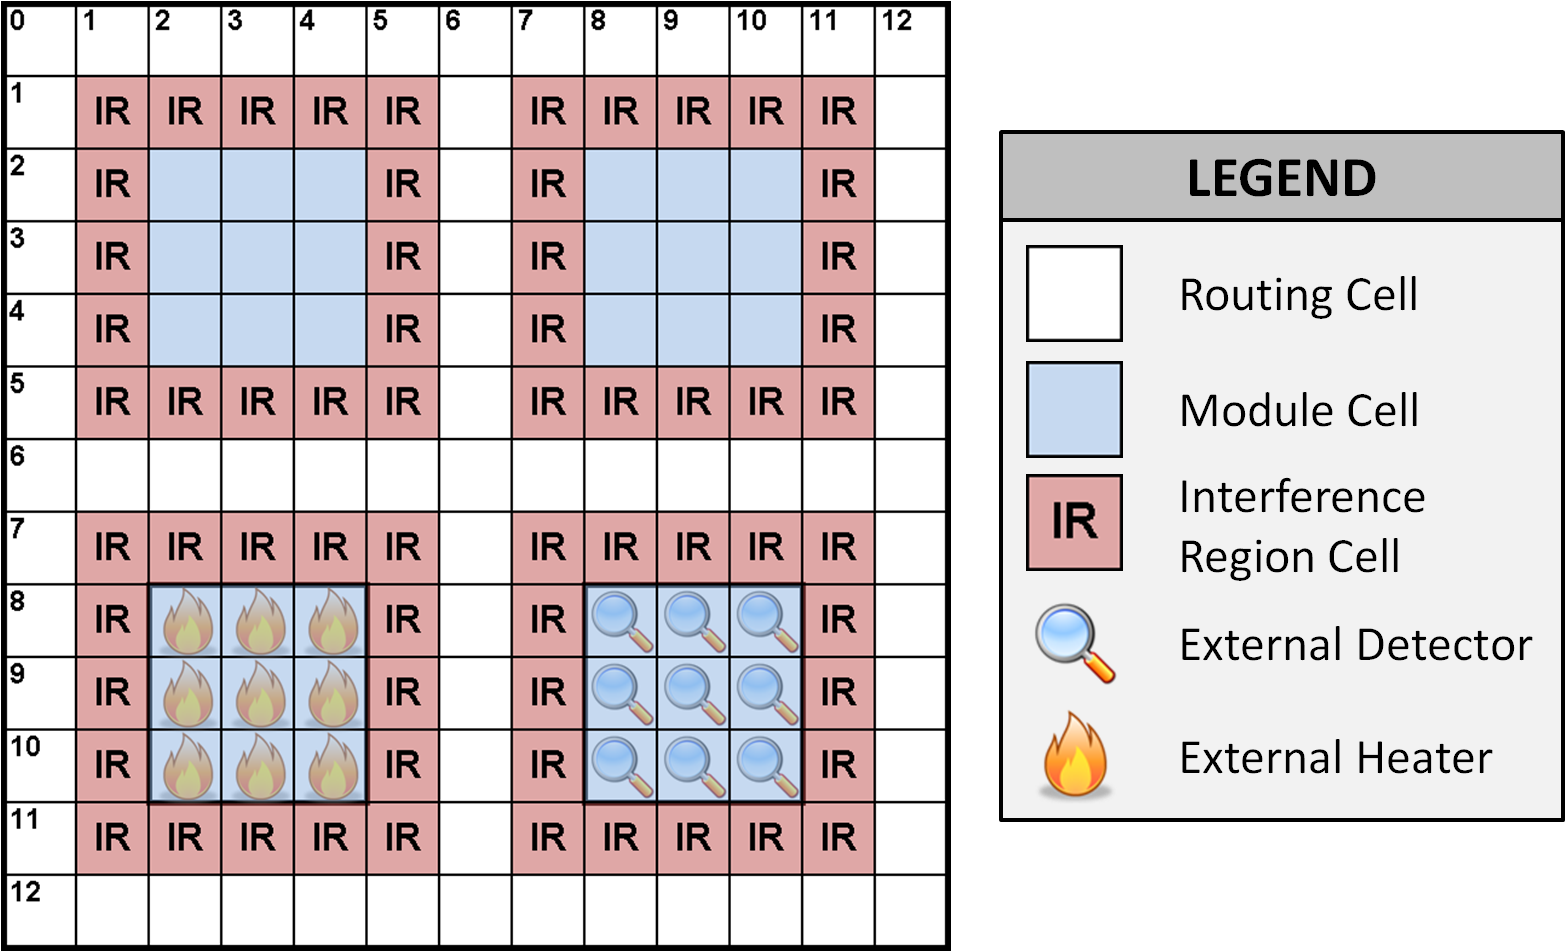 0 1 2 3 4 5 6 7 8 9 10 11 12
1 IR IR IR IR IR IR IR IR IR IR
2 IR IR IR IR
3 IR IR IR IR
4 IR IR IR IR
5 IR IR IR IR IR IR IR IR IR IR
6
7 IR IR IR IR IR IR IR IR IR IR
8 IR IR IR IR
9 IR IR IR IR
10 IR IR IR IR
11 IR IR IR IR IR IR IR IR IR IR
12
LEGEND
Routing Cell
Module Cell
IR
Interference
Region Cell
External Detector
External Heater